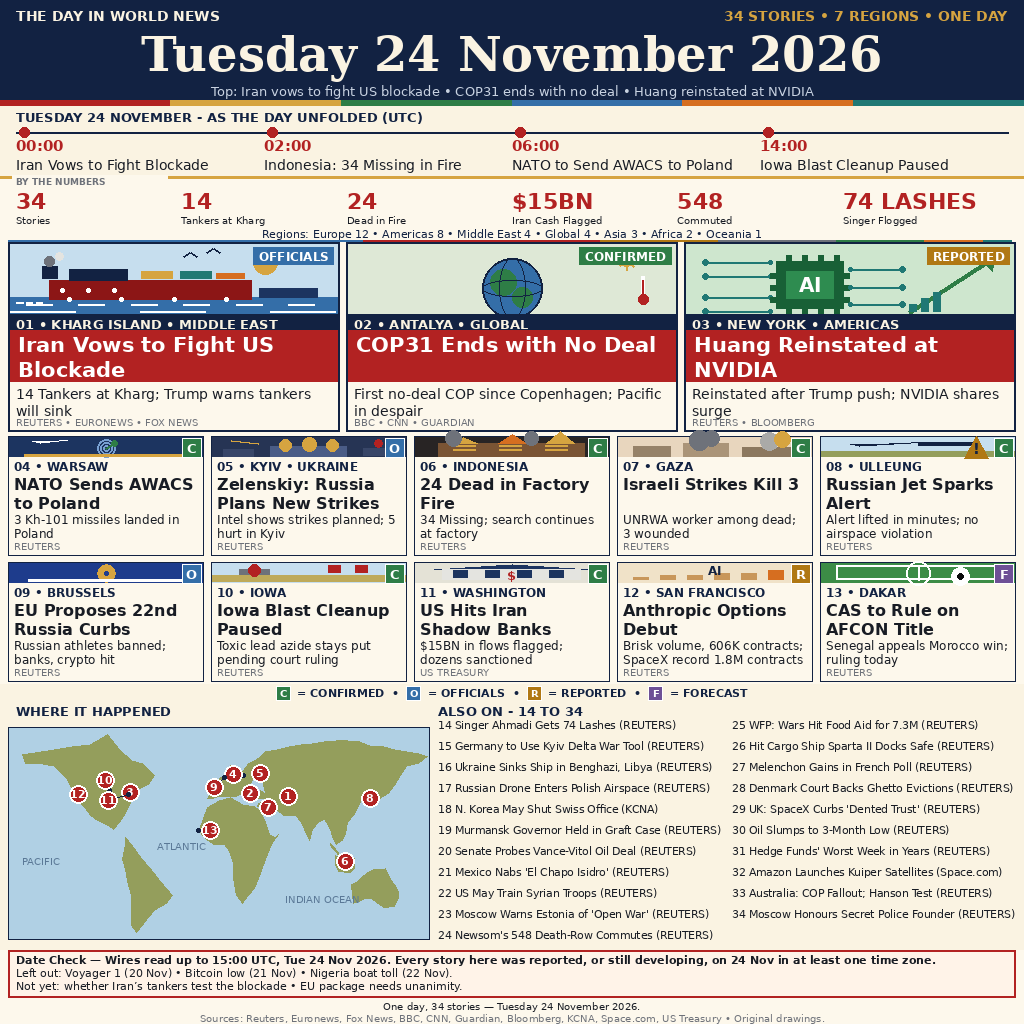 THE DAY IN WORLD NEWS
34 STORIES • 7 REGIONS • ONE DAY
Tuesday 24 November 2026
Top: Iran vows to fight US blockade • COP31 ends with no deal • Huang reinstated at NVIDIA
TUESDAY 24 NOVEMBER - AS THE DAY UNFOLDED (UTC)
00:00
Iran Vows to Fight Blockade
02:00
Indonesia: 34 Missing in Fire
06:00
NATO to Send AWACS to Poland
14:00
Iowa Blast Cleanup Paused
BY THE NUMBERS
34
Stories
14
Tankers at Kharg
24
Dead in Fire
$15BN
Iran Cash Flagged
548
Commuted
74 LASHES
Singer Flogged
Regions: Europe 12 • Americas 8 • Middle East 4 • Global 4 • Asia 3 • Africa 2 • Oceania 1
OFFICIALS
01 • KHARG ISLAND • MIDDLE EAST
Iran Vows to Fight US
Blockade
14 Tankers at Kharg; Trump warns tankers
will sink
REUTERS • EURONEWS • FOX NEWS
CONFIRMED
02 • ANTALYA • GLOBAL
COP31 Ends with No Deal
First no-deal COP since Copenhagen; Pacific
in despair
BBC • CNN • GUARDIAN
REPORTED
AI
03 • NEW YORK • AMERICAS
Huang Reinstated at
NVIDIA
Reinstated after Trump push; NVIDIA shares
surge
REUTERS • BLOOMBERG
C
04 • WARSAW
NATO Sends AWACS
to Poland
3 Kh-101 missiles landed in
Poland
REUTERS
O
05 • KYIV • UKRAINE
Zelenskiy: Russia
Plans New Strikes
Intel shows strikes planned; 5
hurt in Kyiv
REUTERS
C
06 • INDONESIA
24 Dead in Factory
Fire
34 Missing; search continues
at factory
REUTERS
C
07 • GAZA
Israeli Strikes Kill 3
UNRWA worker among dead;
3 wounded
REUTERS
!
C
08 • ULLEUNG
Russian Jet Sparks
Alert
Alert lifted in minutes; no
airspace violation
REUTERS
O
09 • BRUSSELS
EU Proposes 22nd
Russia Curbs
Russian athletes banned;
banks, crypto hit
REUTERS
C
10 • IOWA
Iowa Blast Cleanup
Paused
Toxic lead azide stays put
pending court ruling
REUTERS
$
C
11 • WASHINGTON
US Hits Iran
Shadow Banks
$15BN in flows flagged;
dozens sanctioned
US TREASURY
AI
R
12 • SAN FRANCISCO
Anthropic Options
Debut
Brisk volume, 606K contracts;
SpaceX record 1.8M contracts
REUTERS
F
13 • DAKAR
CAS to Rule on
AFCON Title
Senegal appeals Morocco win;
ruling today
REUTERS
C = CONFIRMED • O = OFFICIALS • R = REPORTED • F = FORECAST
WHERE IT HAPPENED
10
12
11
3
4
5
9
2
1
7
8
13
6
PACIFIC
ATLANTIC
INDIAN OCEAN
ALSO ON - 14 TO 34
14 Singer Ahmadi Gets 74 Lashes (REUTERS)
15 Germany to Use Kyiv Delta War Tool (REUTERS)
16 Ukraine Sinks Ship in Benghazi, Libya (REUTERS)
17 Russian Drone Enters Polish Airspace (REUTERS)
18 N. Korea May Shut Swiss Office (KCNA)
19 Murmansk Governor Held in Graft Case (REUTERS)
20 Senate Probes Vance-Vitol Oil Deal (REUTERS)
21 Mexico Nabs 'El Chapo Isidro' (REUTERS)
22 US May Train Syrian Troops (REUTERS)
23 Moscow Warns Estonia of 'Open War' (REUTERS)
24 Newsom's 548 Death-Row Commutes (REUTERS)
25 WFP: Wars Hit Food Aid for 7.3M (REUTERS)
26 Hit Cargo Ship Sparta II Docks Safe (REUTERS)
27 Melenchon Gains in French Poll (REUTERS)
28 Denmark Court Backs Ghetto Evictions (REUTERS)
29 UK: SpaceX Curbs 'Dented Trust' (REUTERS)
30 Oil Slumps to 3-Month Low (REUTERS)
31 Hedge Funds' Worst Week in Years (REUTERS)
32 Amazon Launches Kuiper Satellites (Space.com)
33 Australia: COP Fallout; Hanson Test (REUTERS)
34 Moscow Honours Secret Police Founder (REUTERS)
Date Check — Wires read up to 15:00 UTC, Tue 24 Nov 2026. Every story here was reported, or still developing, on 24 Nov in at least one time zone.
Left out: Voyager 1 (20 Nov) • Bitcoin low (21 Nov) • Nigeria boat toll (22 Nov).
Not yet: whether Iran's tankers test the blockade • EU package needs unanimity.
One day, 34 stories — Tuesday 24 November 2026.
Sources: Reuters, Euronews, Fox News, BBC, CNN, Guardian, Bloomberg, KCNA, Space.com, US Treasury • Original drawings.